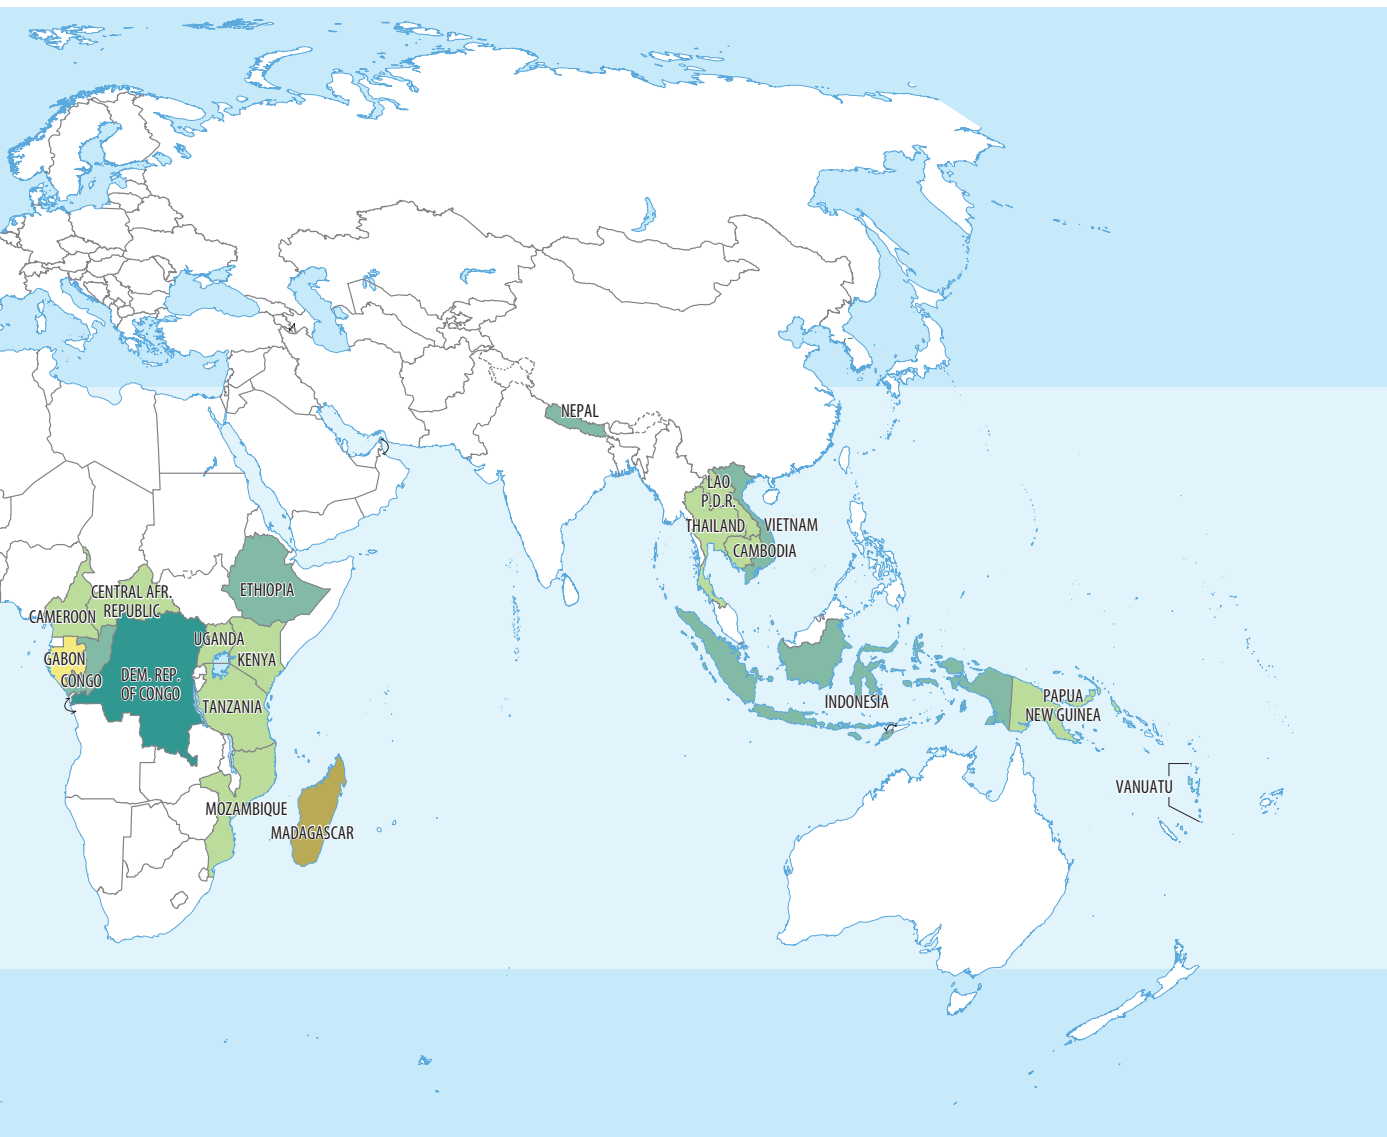 NEPAL
LAO
P.D.R.
THAILAND
VIETNAM
CAMBODIA
ETHIOPIA
CENTRAL AFR.
REPUBLIC
CAMEROON
UGANDA
GABON
KENYA
CONGO
DEM. REP.
OF CONGO
TANZANIA
INDONESIA
PAPUA
NEW GUINEA
VANUATU
MOZAMBIQUE
MADAGASCAR